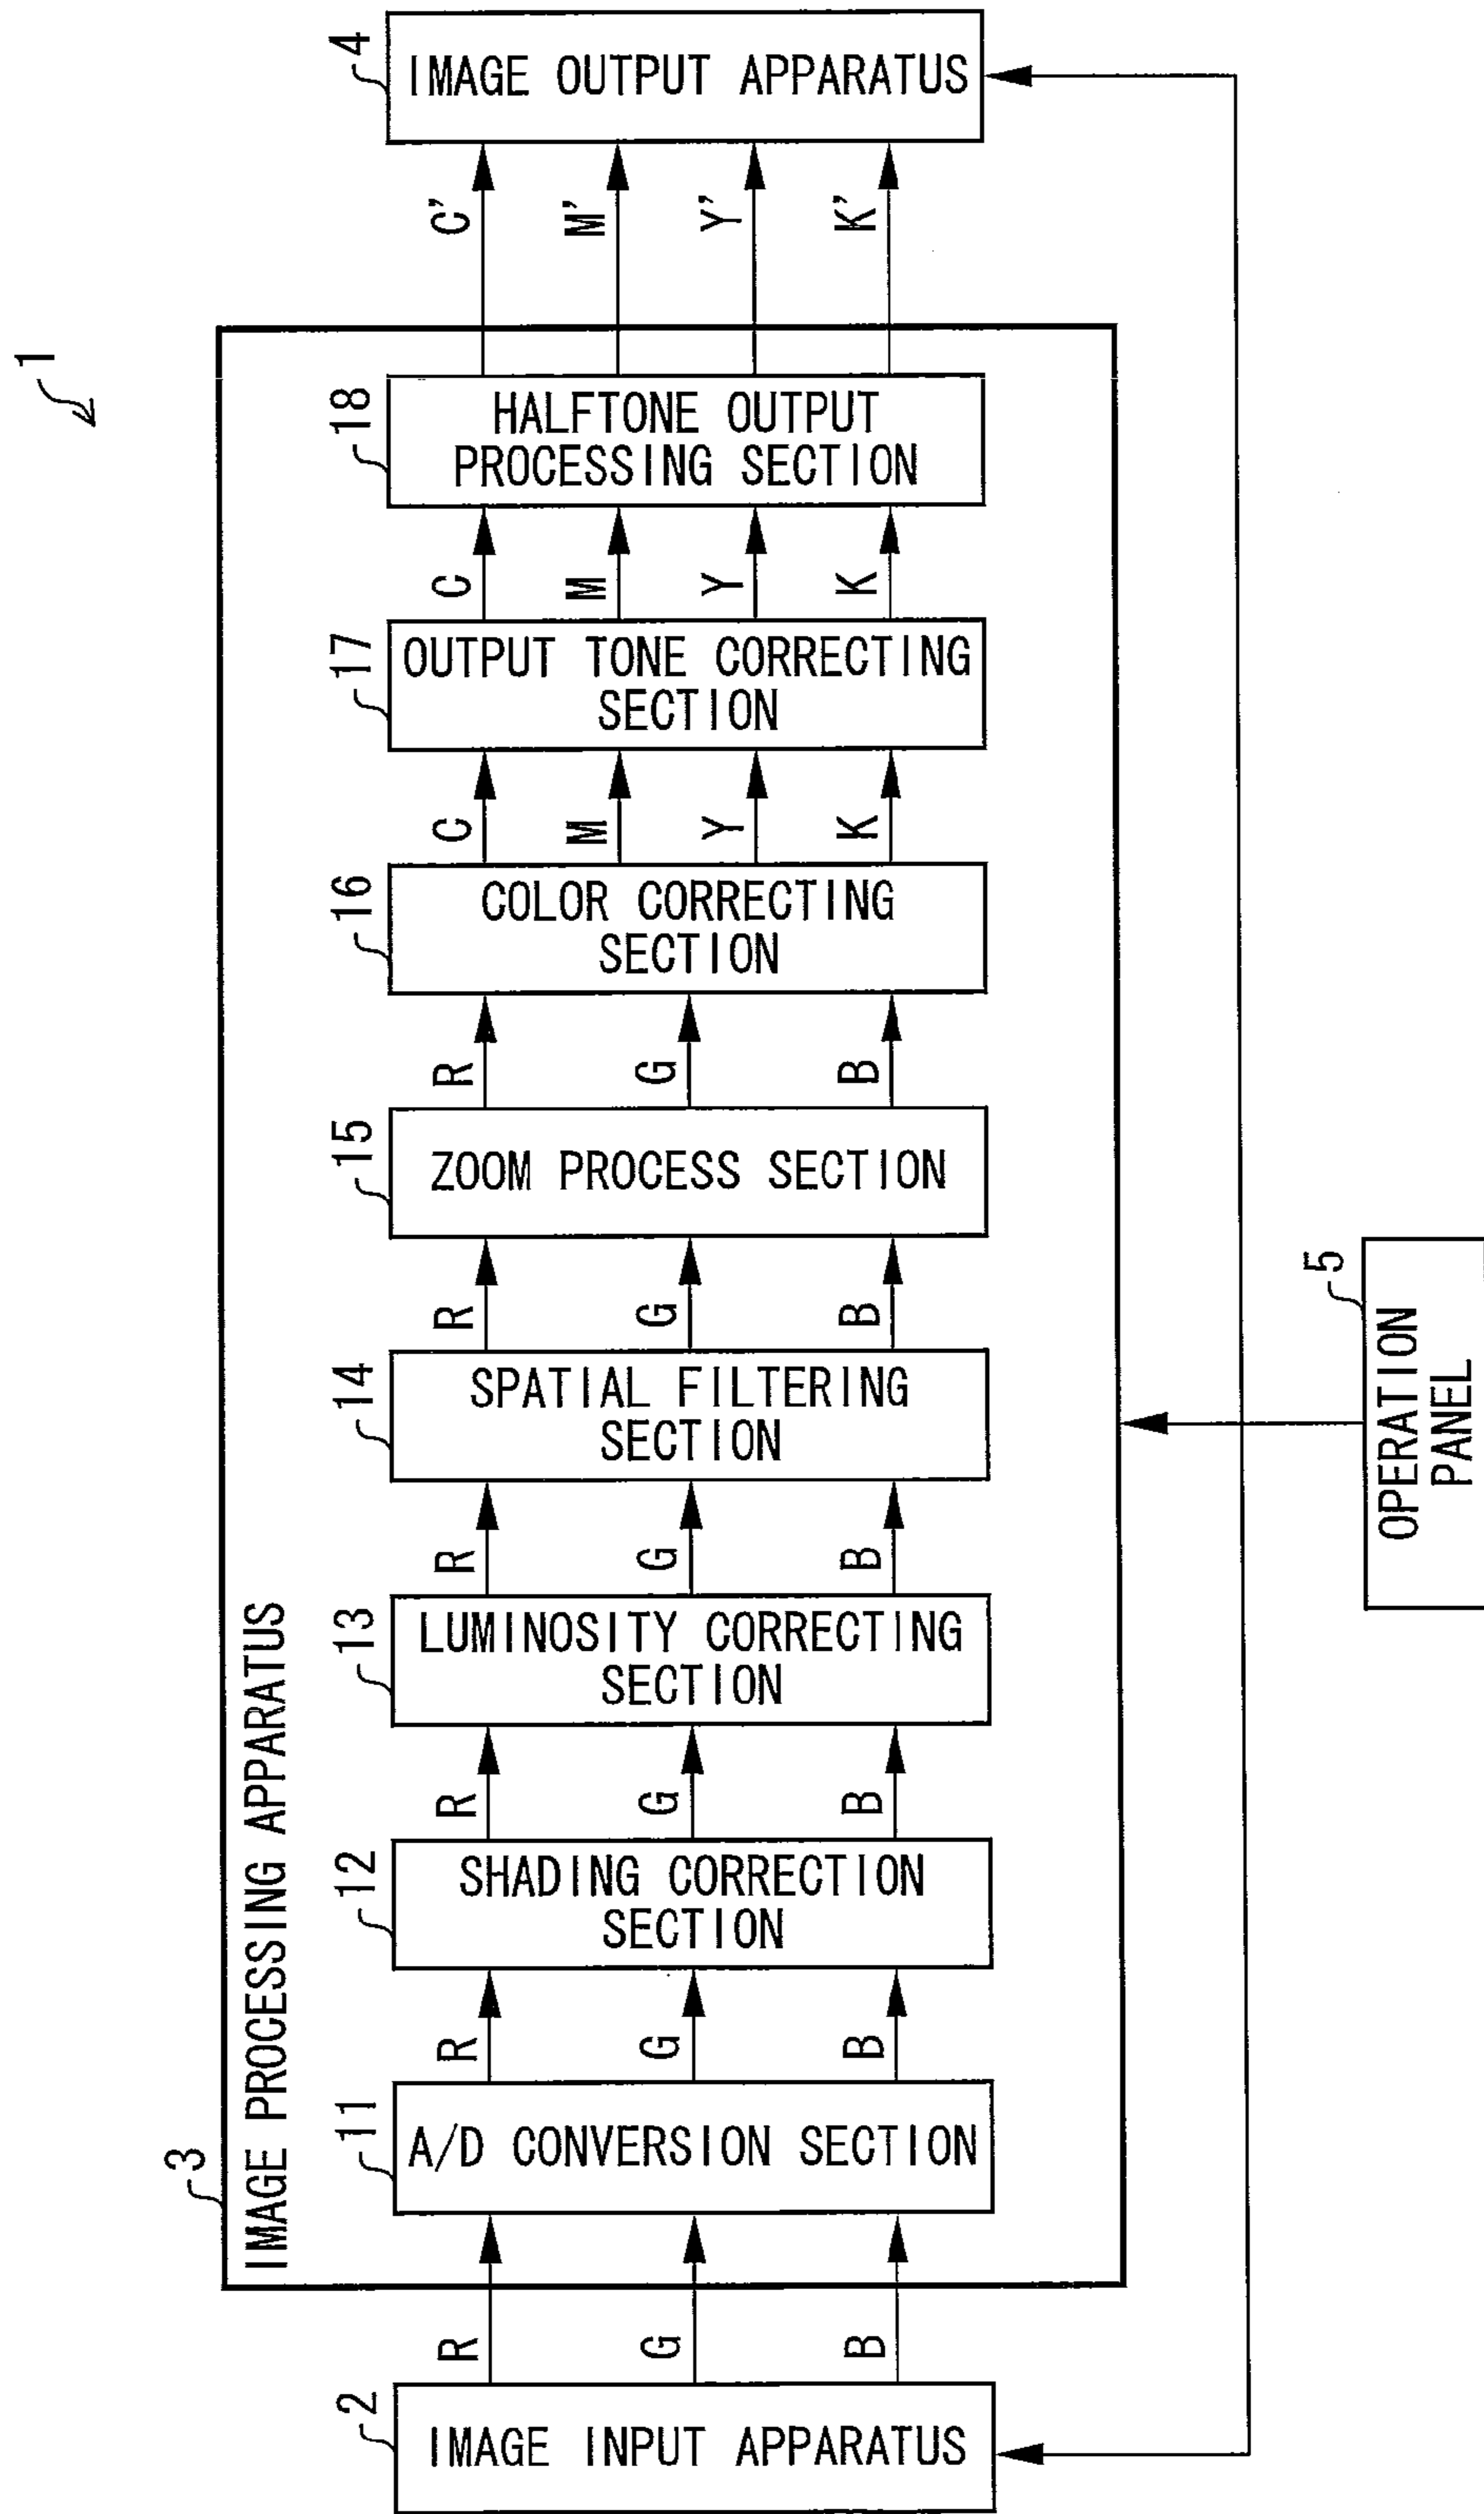 1
3
IMAGE PROCESSING APPARATUS
2
IMAGE INPUT APPARATUS
R
G
B
11
A/D CONVERSION SECTION
R
G
B
12
SHADING CORRECTION
SECTION
R
G
B
13
LUMINOSITY CORRECTING
SECTION
R
G
B
14
SPATIAL FILTERING
SECTION
R
G
B
15
ZOOM PROCESS SECTION
R
G
B
16
COLOR CORRECTING
SECTION
C
M
Y
K
17
OUTPUT TONE CORRECTING
SECTION
C
M
Y
K
18
HALFTONE OUTPUT
PROCESSING SECTION
C'
M'
Y'
K'
4
IMAGE OUTPUT APPARATUS
5
OPERATION
PANEL